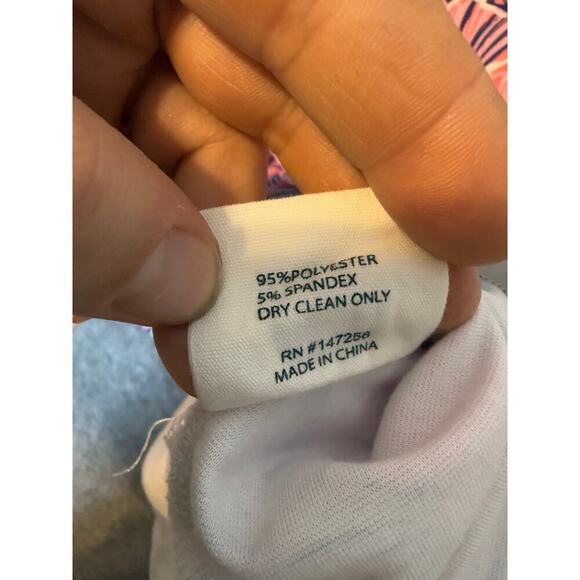 95%POLYESTER
5% SPANDEX
DRY CLEAN ONLY
RN #147256
MADE IN CHINA